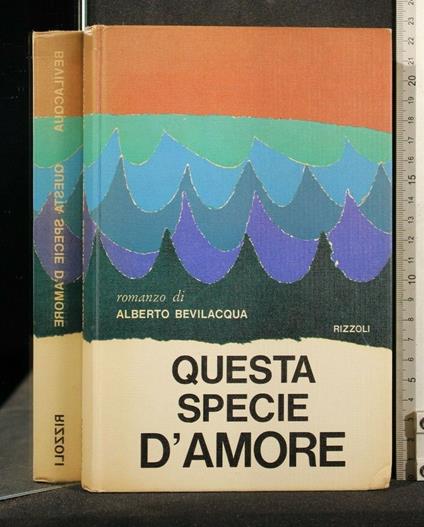 romanzo di
ALBERTO BEVILACQUA
RIZZOLI
QUESTA
SPECIE
D'AMORE
BEVILACQUA
QUESTA SPECIE D'AMORE
RIZZOLI